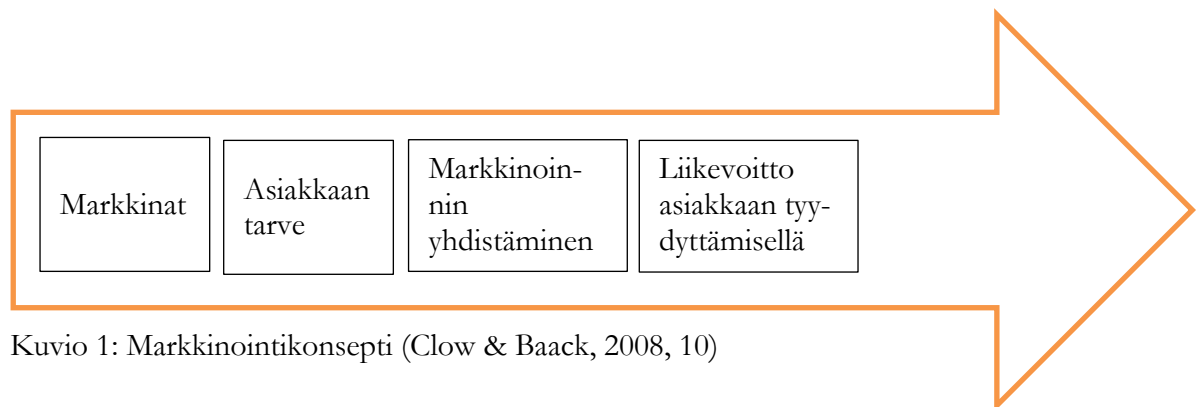 Markkinat
Asiakkaan
tarve
Markkinoin-
nin
yhdistäminen
Liikevoitto
asiakkaan tyy-
dyttämisellä
Kuvio 1: Markkinointikonsepti (Clow & Baack, 2008, 10)